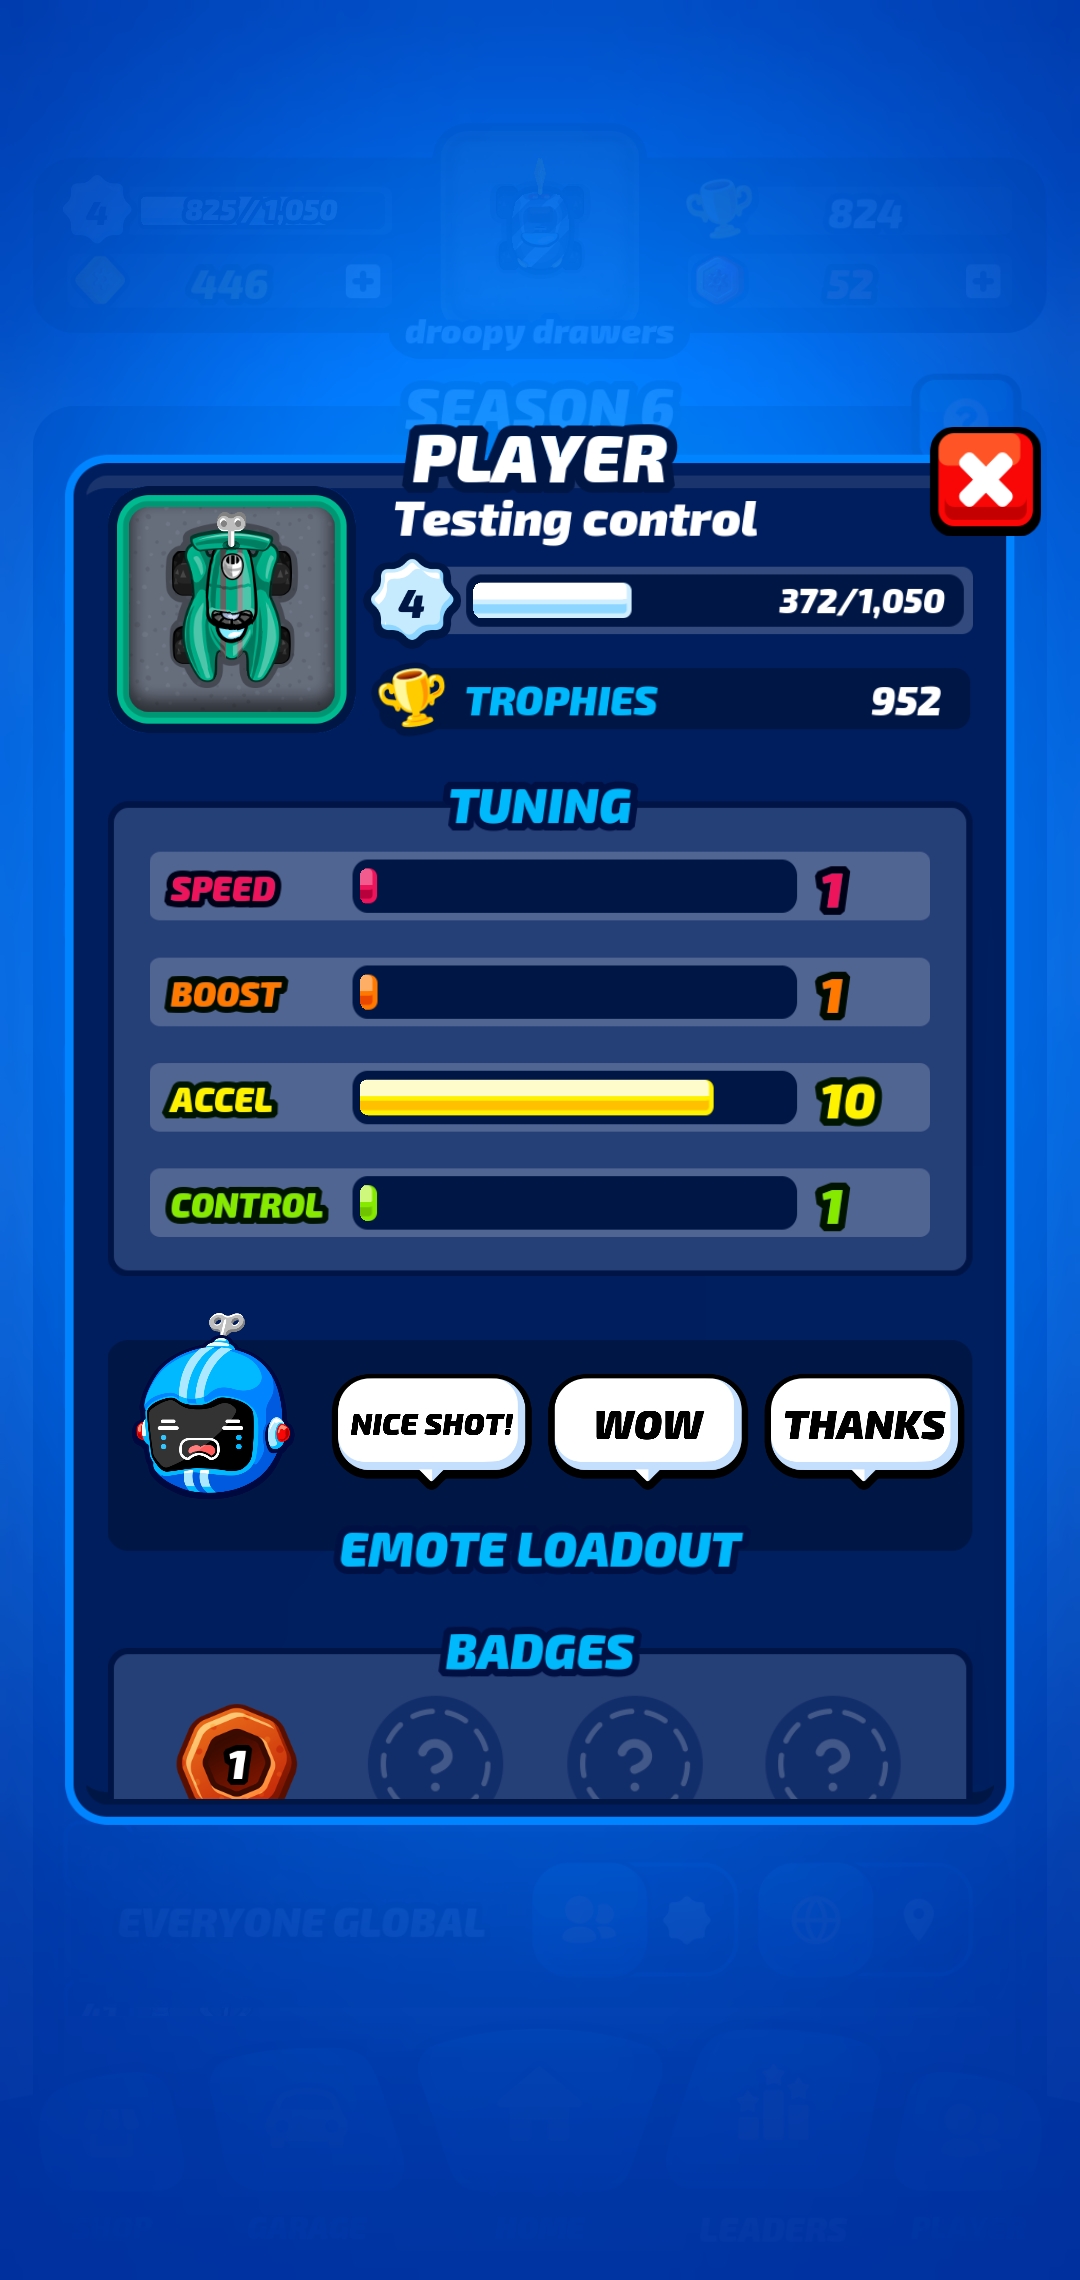 4
825/1,050
824
446
52
droopy drawers
SEASON 6
PLAYER
Testing control
4
372/1,050
TROPHIES
952
TUNING
SPEED
1
BOOST
1
ACCEL
10
CONTROL
1
NICE SHOT!
WOW
THANKS
EMOTE LOADOUT
BADGES
1
?
?
?
EVERYONE GLOBAL
LEADERS